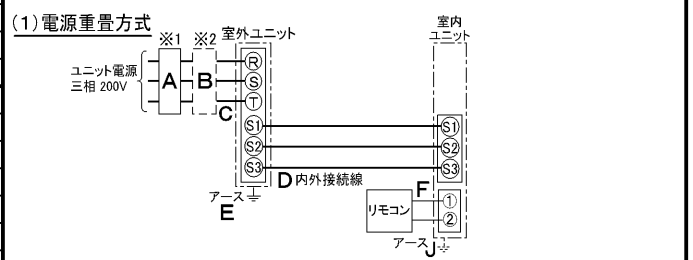 (1)電源重畳方式
※1
※2
室外ユニット
室内
ユニット
ユニット電源
三相 200V
A
B
C
R
S
T
S1
S2
S3
S1
S2
S3
D 内外接続線
アース
E
リモコン
F
①
②
アース
J